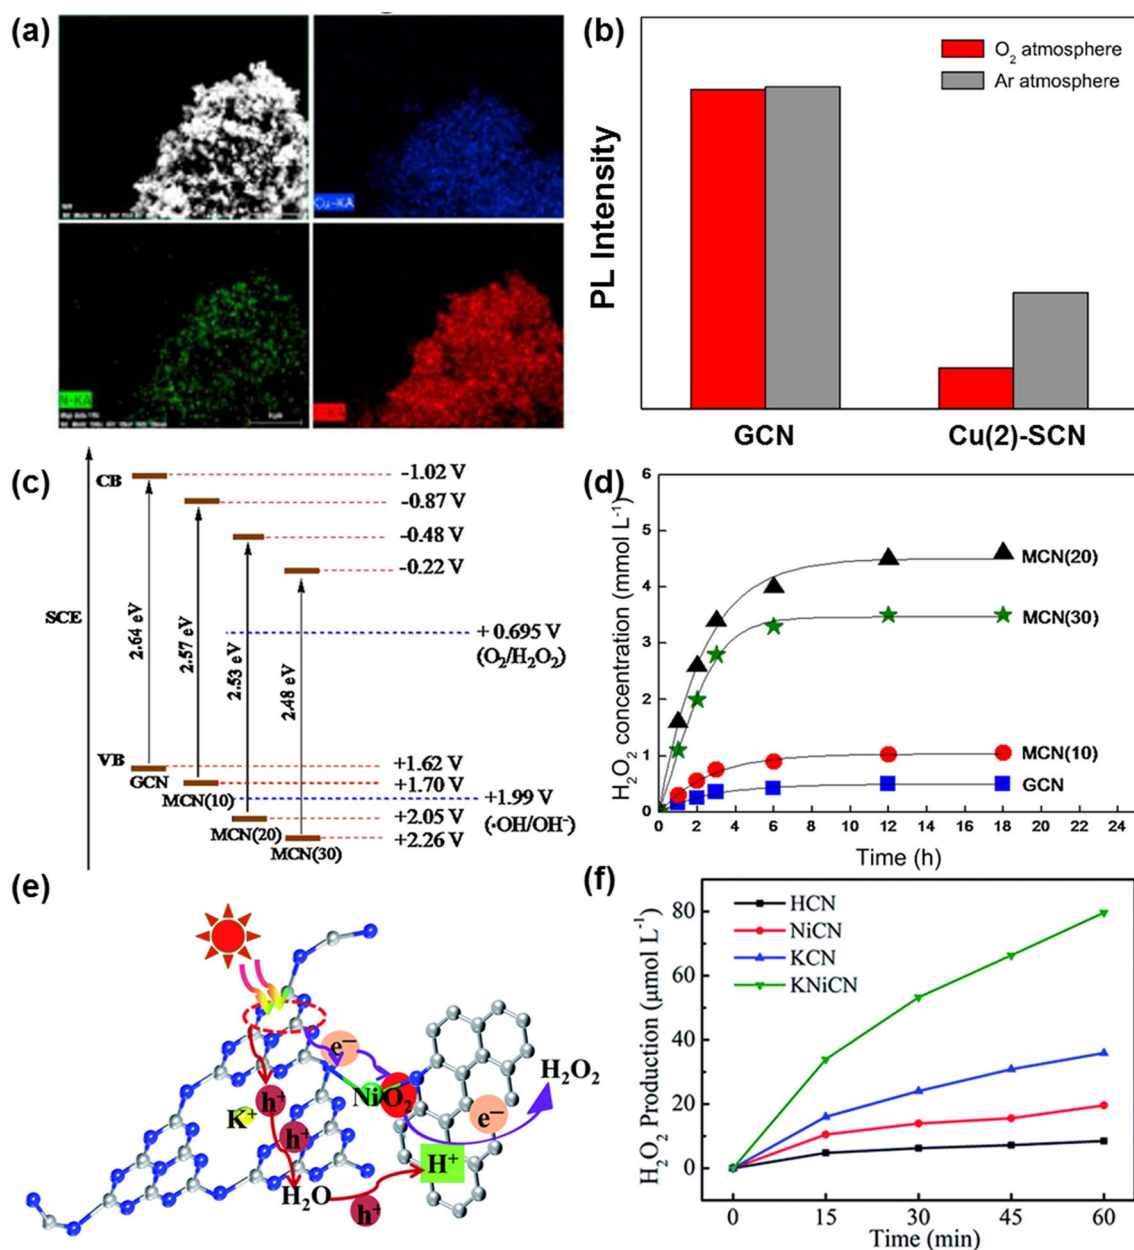 (a)
Cu-KA
N-KA
(b)
O₂ atmosphere
Ar atmosphere
PL Intensity
GCN
Cu(2)-SCN
(c)
CB
-1.02 V
-0.87 V
-0.48 V
-0.22 V
SCE
2.64 eV
2.57 eV
2.53 eV
2.48 eV
+ 0.695 V
(O₂/H₂O₂)
VB
GCN
+1.62 V
MCN(10)
+1.70 V
+1.99 V
(·OH/OH⁻)
MCN(20)
+2.05 V
MCN(30)
+2.26 V
(d)
H₂O₂ concentration (mmol L⁻¹)
6
5
4
3
2
1
0
MCN(20)
MCN(30)
MCN(10)
GCN
0 2 4 6 8 10 12 14 16 18 20 22 24
Time (h)
(e)
e⁻
Ni
O₂
H₂O₂
K⁺
h⁺
h⁺
e⁻
H⁺
H₂O
h⁺
(f)
H₂O₂ Production (μmol L⁻¹)
80
60
40
20
0
HCN
NiCN
KCN
KNiCN
0 15 30 45 60
Time (min)